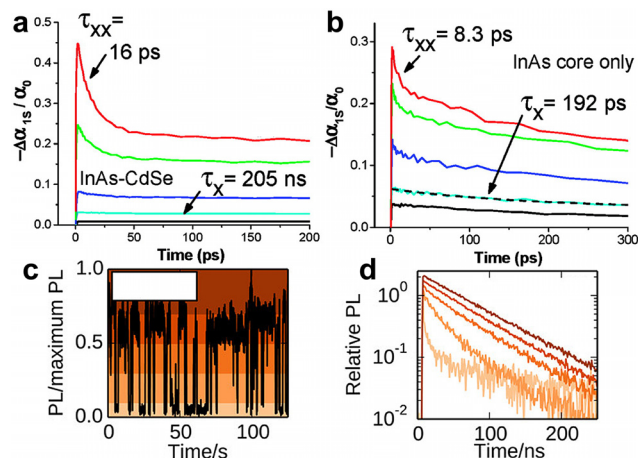 a
τxx=
16 ps
InAs-CdSe
τx= 205 ns
-Δα1S / α0
0.5
0.4
0.3
0.2
0.1
0.0
0 50 100 150 200
Time (ps)
b
τxx = 8.3 ps
InAs core only
τx = 192 ps
-Δα1S/α0
0.3
0.2
0.1
0.0
0 100 200 300
Time (ps)
c
PL/maximum PL
1.0
0.5
0.0
0 50 100
Time/s
d
Relative PL
10⁰
10⁻¹
10⁻²
0 100 200
Time/ns